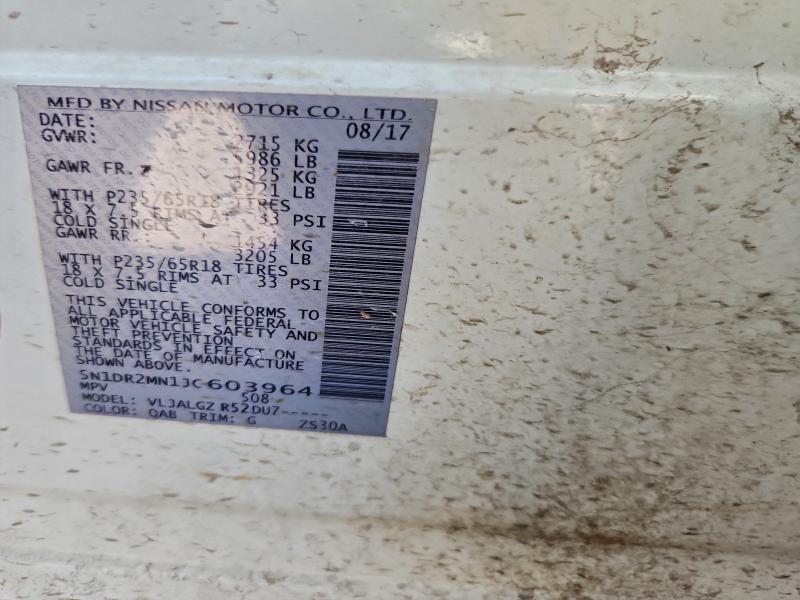 MFD BY NISSAN MOTOR CO., LTD.
DATE: 08/17
GVWR: 2715 KG
5986 LB
GAWR FR. 1325 KG
2921 LB
WITH P235/65R18 TIRES
18 X 7.5 RIMS AT 33 PSI
COLD SINGLE
GAWR RR. 1454 KG
3205 LB
WITH P235/65R18 TIRES
18 X 7.5 RIMS AT 33 PSI
COLD SINGLE
THIS VEHICLE CONFORMS TO
ALL APPLICABLE FEDERAL
MOTOR VEHICLE SAFETY AND
THEFT PREVENTION
STANDARDS IN EFFECT ON
THE DATE OF MANUFACTURE
SHOWN ABOVE.
5N1DR2MN1JC603964
MPV 508
MODEL: VLJALGZ R52DU7-----
COLOR: QAB TRIM: G ZS30A